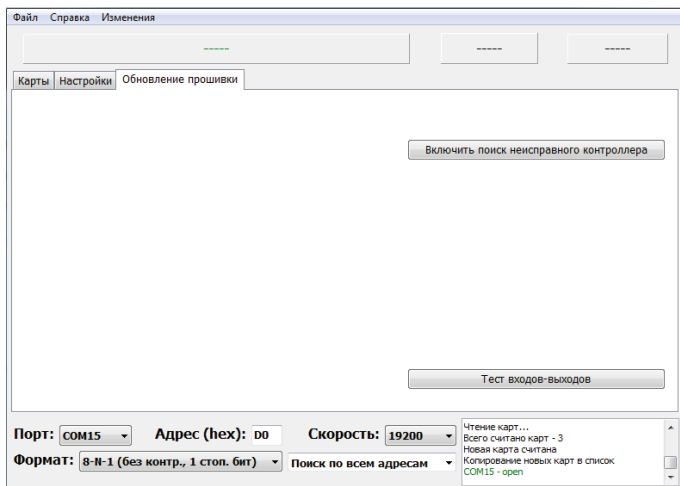 Файл Справка Изменения
----- ----- -----
Карты Настройки Обновление прошивки
Включить поиск неисправного контроллера
Тест входов-выходов
Порт: COM15 Адрес (hex): D0 Скорость: 19200
Формат: 8-N-1 (без контр., 1 стоп. бит) Поиск по всем адресам
Чтение карт...
Всего считано карт - 3
Новая карта считана
Копирование новых карт в список
COM15 - open